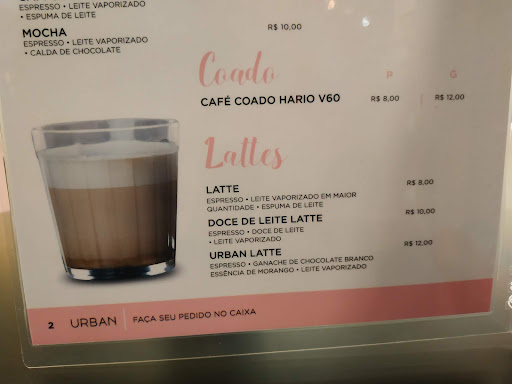 ESPRESSO • LEITE VAPORIZADO
• ESPUMA DE LEITE
MOCHA R$ 10,00
ESPRESSO • LEITE VAPORIZADO
• CALDA DE CHOCOLATE
Coado P G
CAFÉ COADO HARIO V60 R$ 8,00 R$ 12,00
Lattes
LATTE R$ 8,00
ESPRESSO • LEITE VAPORIZADO EM MAIOR
QUANTIDADE • ESPUMA DE LEITE
DOCE DE LEITE LATTE R$ 10,00
ESPRESSO • DOCE DE LEITE
• LEITE VAPORIZADO
URBAN LATTE R$ 12,00
ESPRESSO • GANACHE DE CHOCOLATE BRANCO
ESSÊNCIA DE MORANGO • LEITE VAPORIZADO
2 URBAN FAÇA SEU PEDIDO NO CAIXA